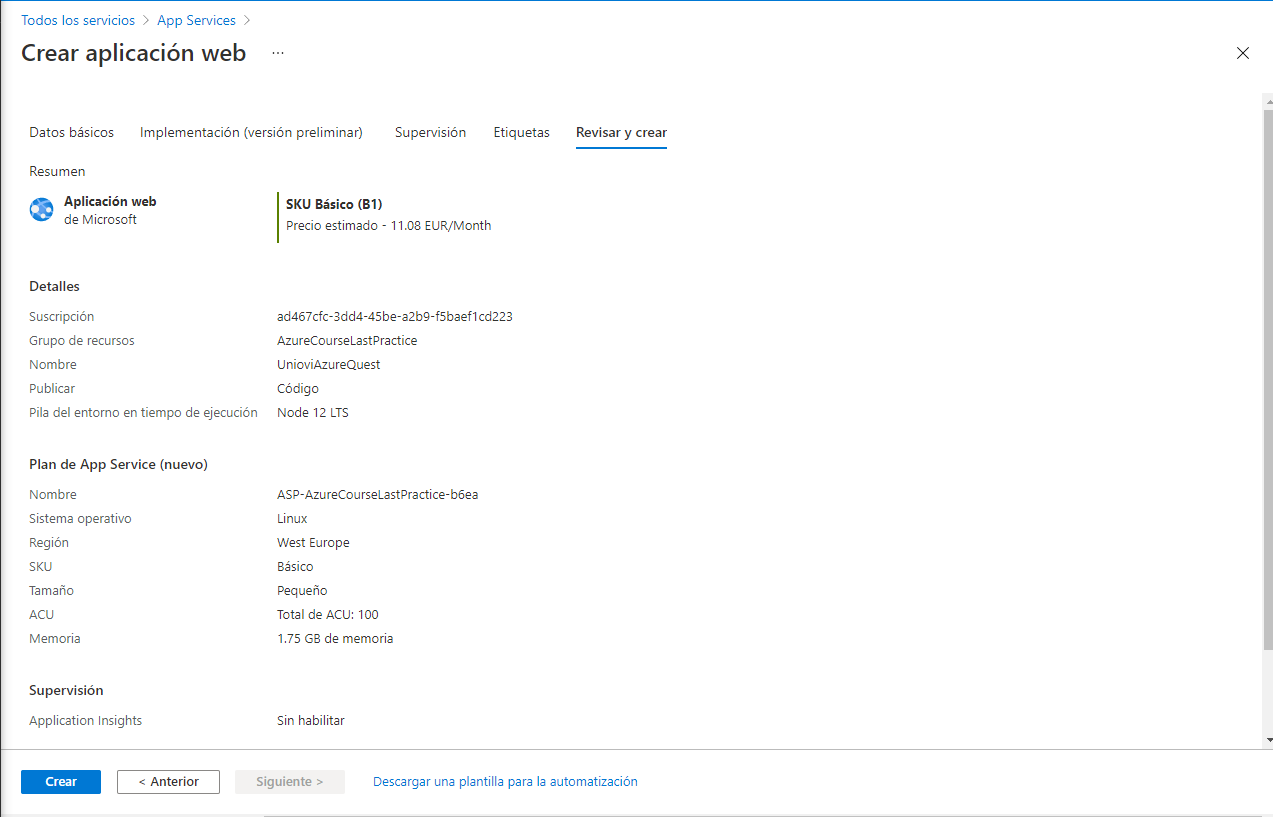 Todos los servicios > App Services >
Crear aplicación web ...
Datos básicos Implementación (versión preliminar) Supervisión Etiquetas Revisar y crear
Resumen
Aplicación web
de Microsoft
SKU Básico (B1)
Precio estimado - 11.08 EUR/Month
Detalles
Suscripción ad467cfc-3dd4-45be-a2b9-f5baef1cd223
Grupo de recursos AzureCourseLastPractice
Nombre UnioviAzureQuest
Publicar Código
Pila del entorno en tiempo de ejecución Node 12 LTS
Plan de App Service (nuevo)
Nombre ASP-AzureCourseLastPractice-b6ea
Sistema operativo Linux
Región West Europe
SKU Básico
Tamaño Pequeño
ACU Total de ACU: 100
Memoria 1.75 GB de memoria
Supervisión
Application Insights Sin habilitar
Crear < Anterior Siguiente > Descargar una plantilla para la automatización